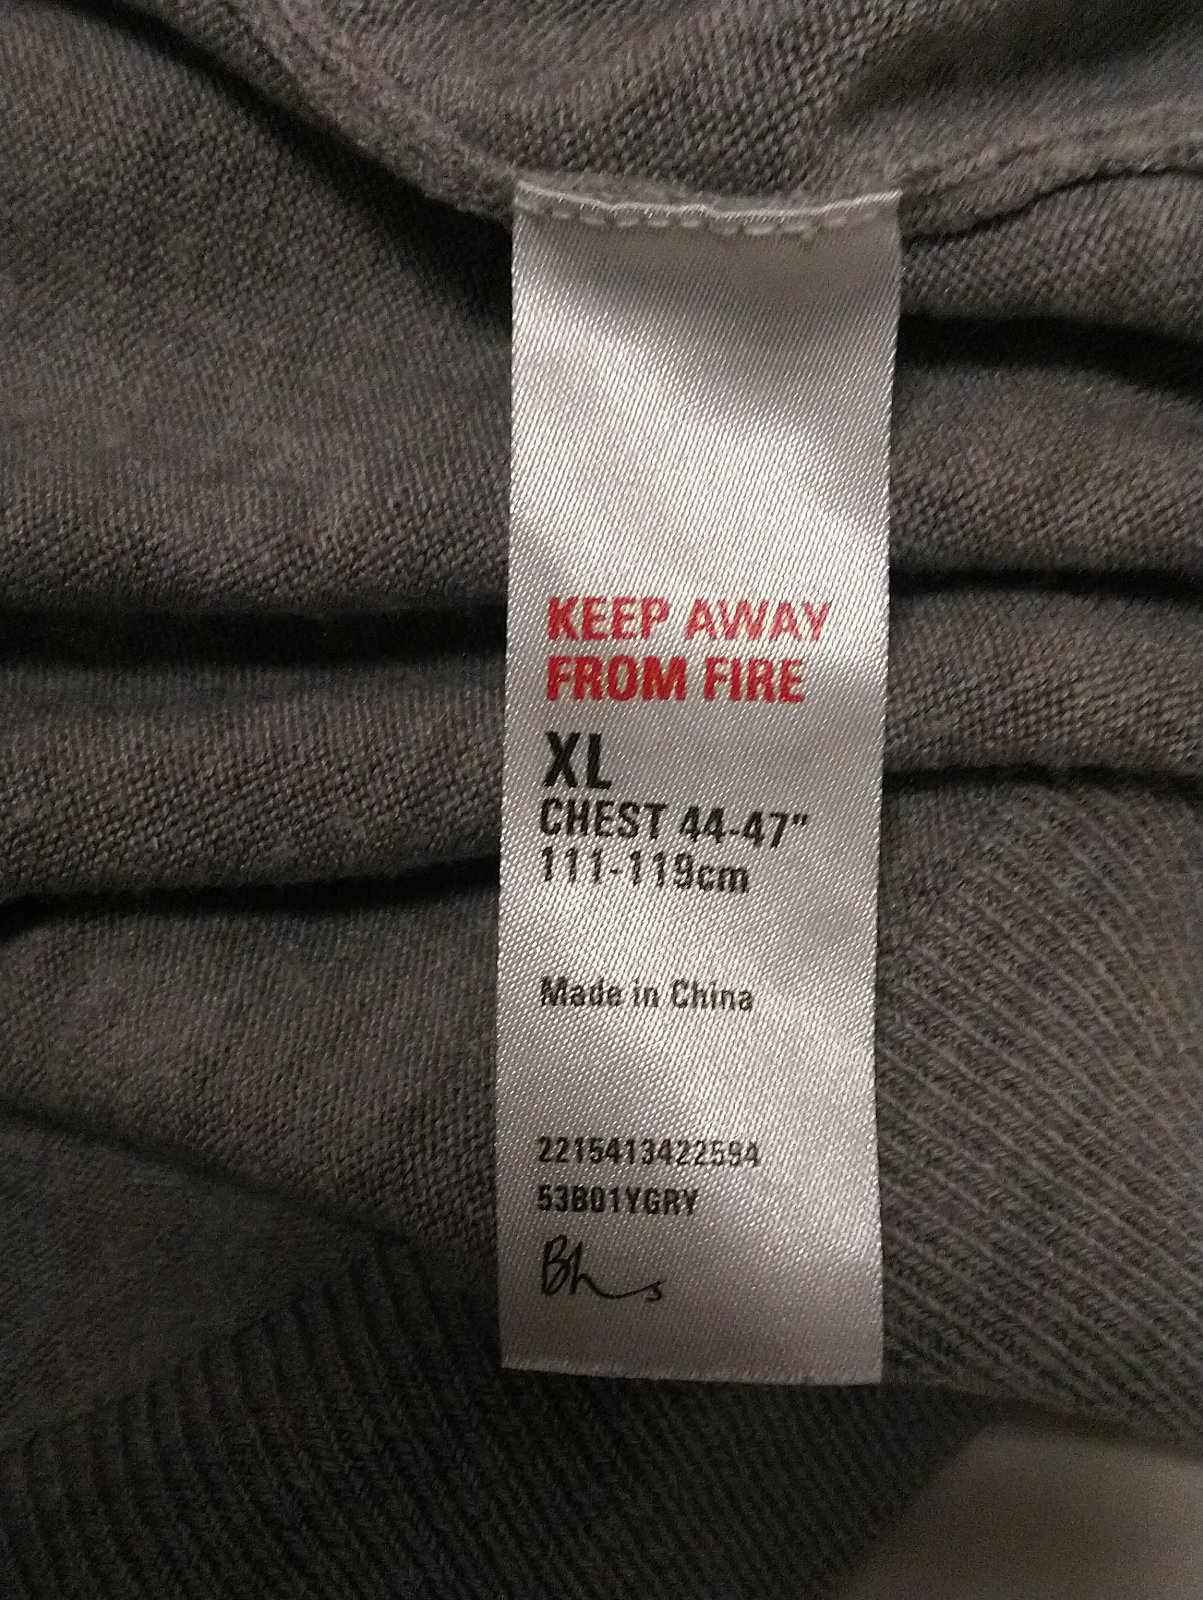 KEEP AWAY
FROM FIRE
XL
CHEST 44-47"
111-119cm
Made in China
2215413422594
53B01YGRY
Bhs